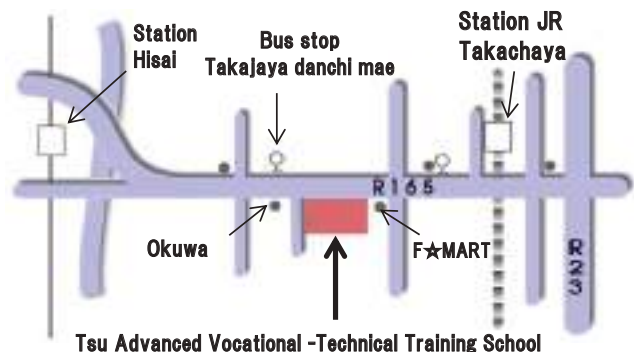 Station
Hisai
Bus stop
Takajaya danchi mae
Station JR
Takachaya
R165
Okuwa
F☆MART
R23
Tsu Advanced Vocational -Technical Training School